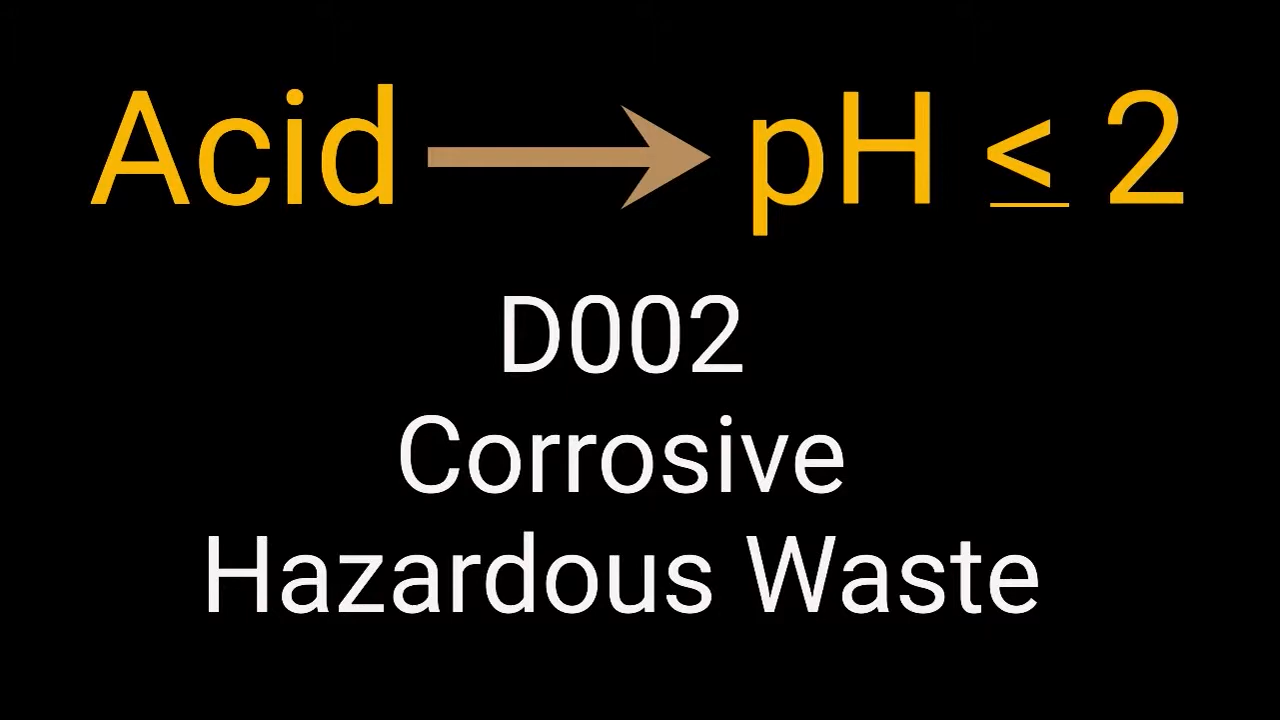 Acid → pH ≤ 2
D002
Corrosive
Hazardous Waste